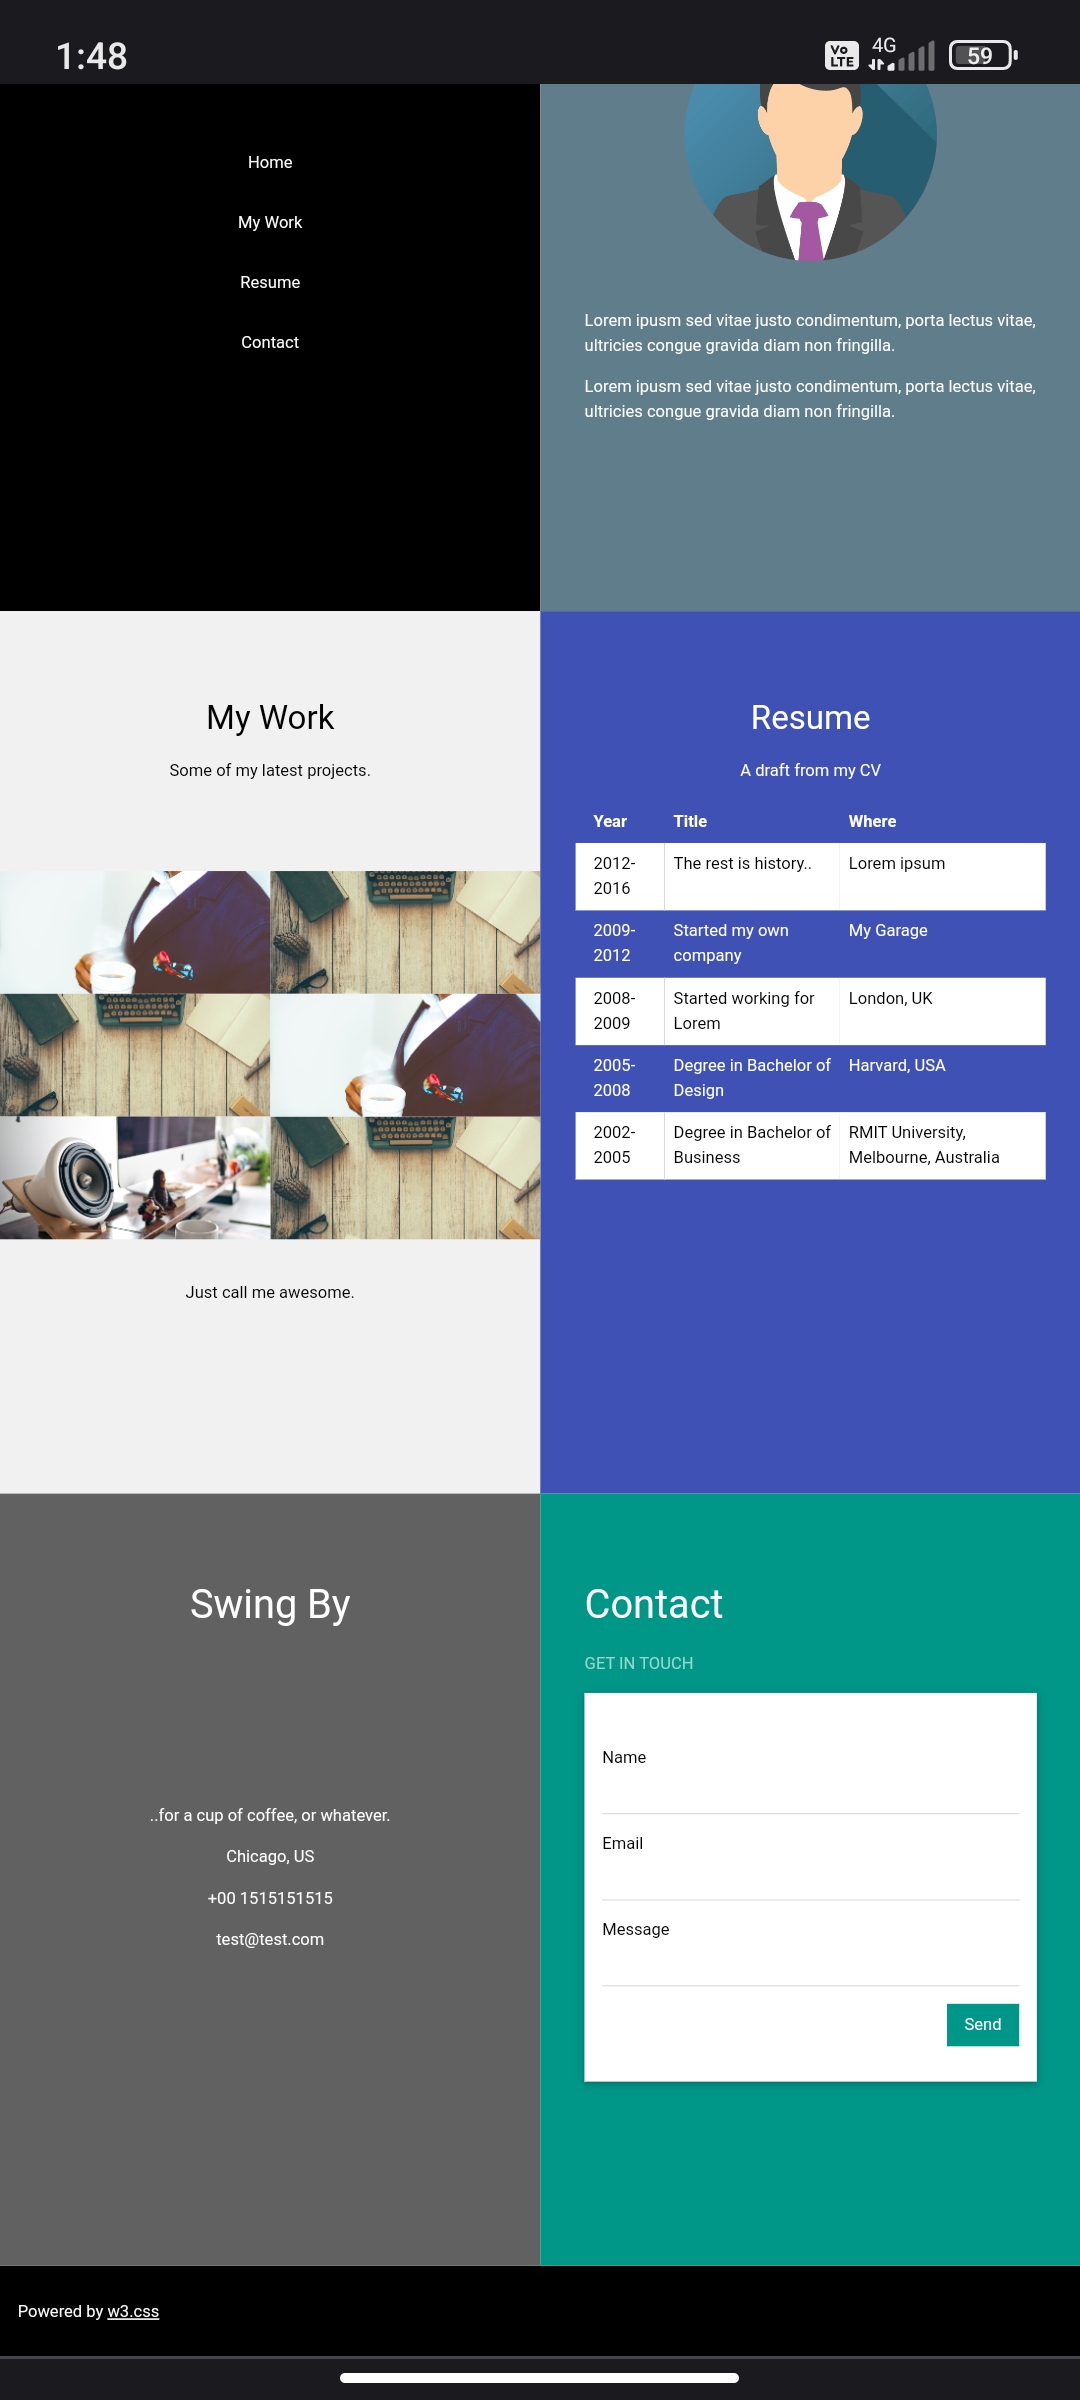 1:48
Vo
LTE
4G
59
Home
My Work
Resume
Contact
Lorem ipusm sed vitae justo condimentum, porta lectus vitae,
ultricies congue gravida diam non fringilla.
Lorem ipusm sed vitae justo condimentum, porta lectus vitae,
ultricies congue gravida diam non fringilla.
My Work
Some of my latest projects.
Just call me awesome.
Resume
A draft from my CV
Year Title Where
2012- The rest is history.. Lorem ipsum
2016
2009- Started my own My Garage
2012 company
2008- Started working for London, UK
2009 Lorem
2005- Degree in Bachelor of Harvard, USA
2008 Design
2002- Degree in Bachelor of RMIT University,
2005 Business Melbourne, Australia
Swing By
..for a cup of coffee, or whatever.
Chicago, US
+00 1515151515
test@test.com
Contact
GET IN TOUCH
Name
Email
Message
Send
Powered by w3.css